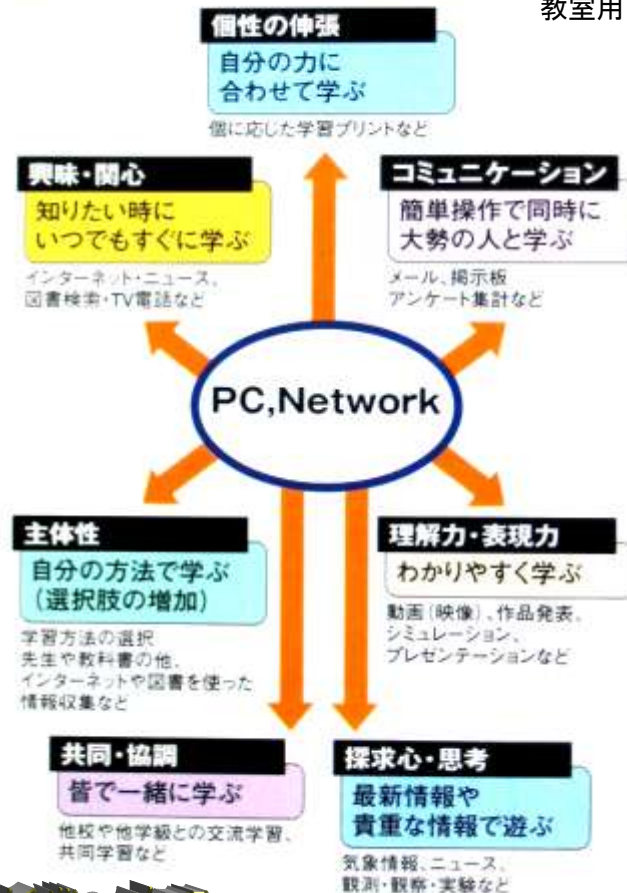 教室用
個性の伸張
自分の力に
合わせて学ぶ
個に応じた学習プリントなど
興味・関心
知りたい時に
いつでもすぐに学ぶ
インターネット・ニュース、
図書検索・TV電話など
コミュニケーション
簡単操作で同時に
大勢の人と学ぶ
メール、掲示板
アンケート集計など
PC,Network
主体性
自分の方法で学ぶ
(選択肢の増加)
学習方法の選択
先生や教科書の他、
インターネットや図書を使った
情報収集など
理解力・表現力
わかりやすく学ぶ
動画(映像)、作品発表、
シミュレーション、
プレゼンテーションなど
共同・協調
皆で一緒に学ぶ
他校や他学級との交流学習、
共同学習など
探求心・思考
最新情報や
貴重な情報で遊ぶ
気象情報、ニュース、
観測・観察・実験など